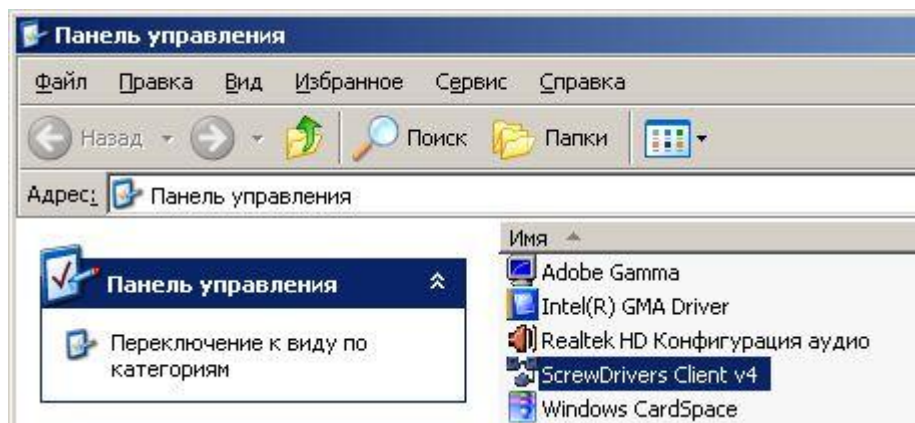 Панель управления
Файл Правка Вид Избранное Сервис Справка
Назад Поиск Папки
Адрес: Панель управления
Панель управления
Переключение к виду по
категориям
Имя
Adobe Gamma
Intel(R) GMA Driver
Realtek HD Конфигурация аудио
ScrewDrivers Client v4
Windows CardSpace